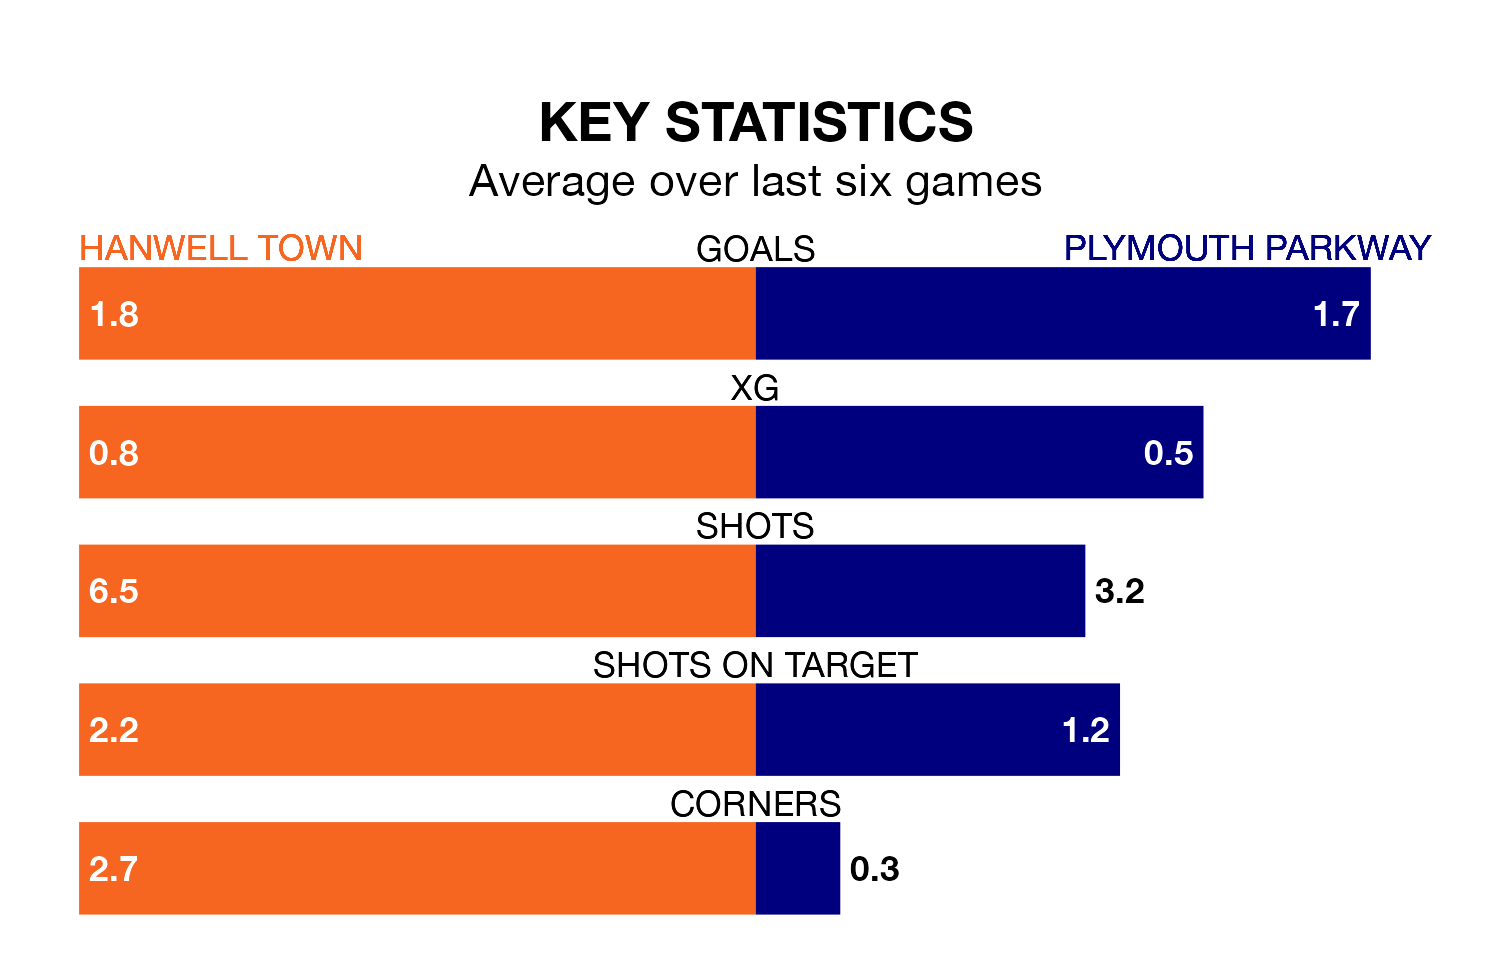 KEY STATISTICS
Average over last six games
HANWELL TOWN GOALS PLYMOUTH PARKWAY
1.8 1.7
XG
0.8 0.5
SHOTS
6.5 3.2
SHOTS ON TARGET
2.2 1.2
CORNERS
2.7 0.3